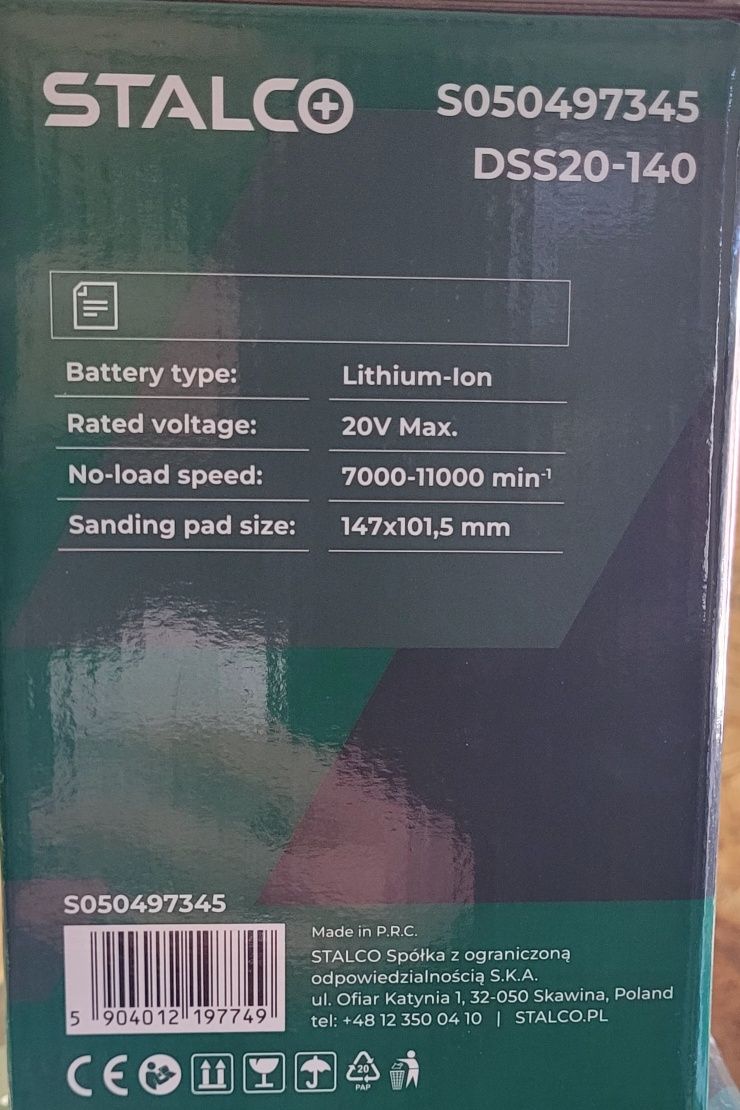 STALCO
S050497345
DSS20-140
Battery type: Lithium-Ion
Rated voltage: 20V Max.
No-load speed: 7000-11000 min⁻¹
Sanding pad size: 147x101,5 mm
S050497345
5 904012 197749
Made in P.R.C.
STALCO Spółka z ograniczoną
odpowiedzialnością S.K.A.
ul. Ofiar Katynia 1, 32-050 Skawina, Poland
tel: +48 12 350 04 10 | STALCO.PL
CE
20
PAP